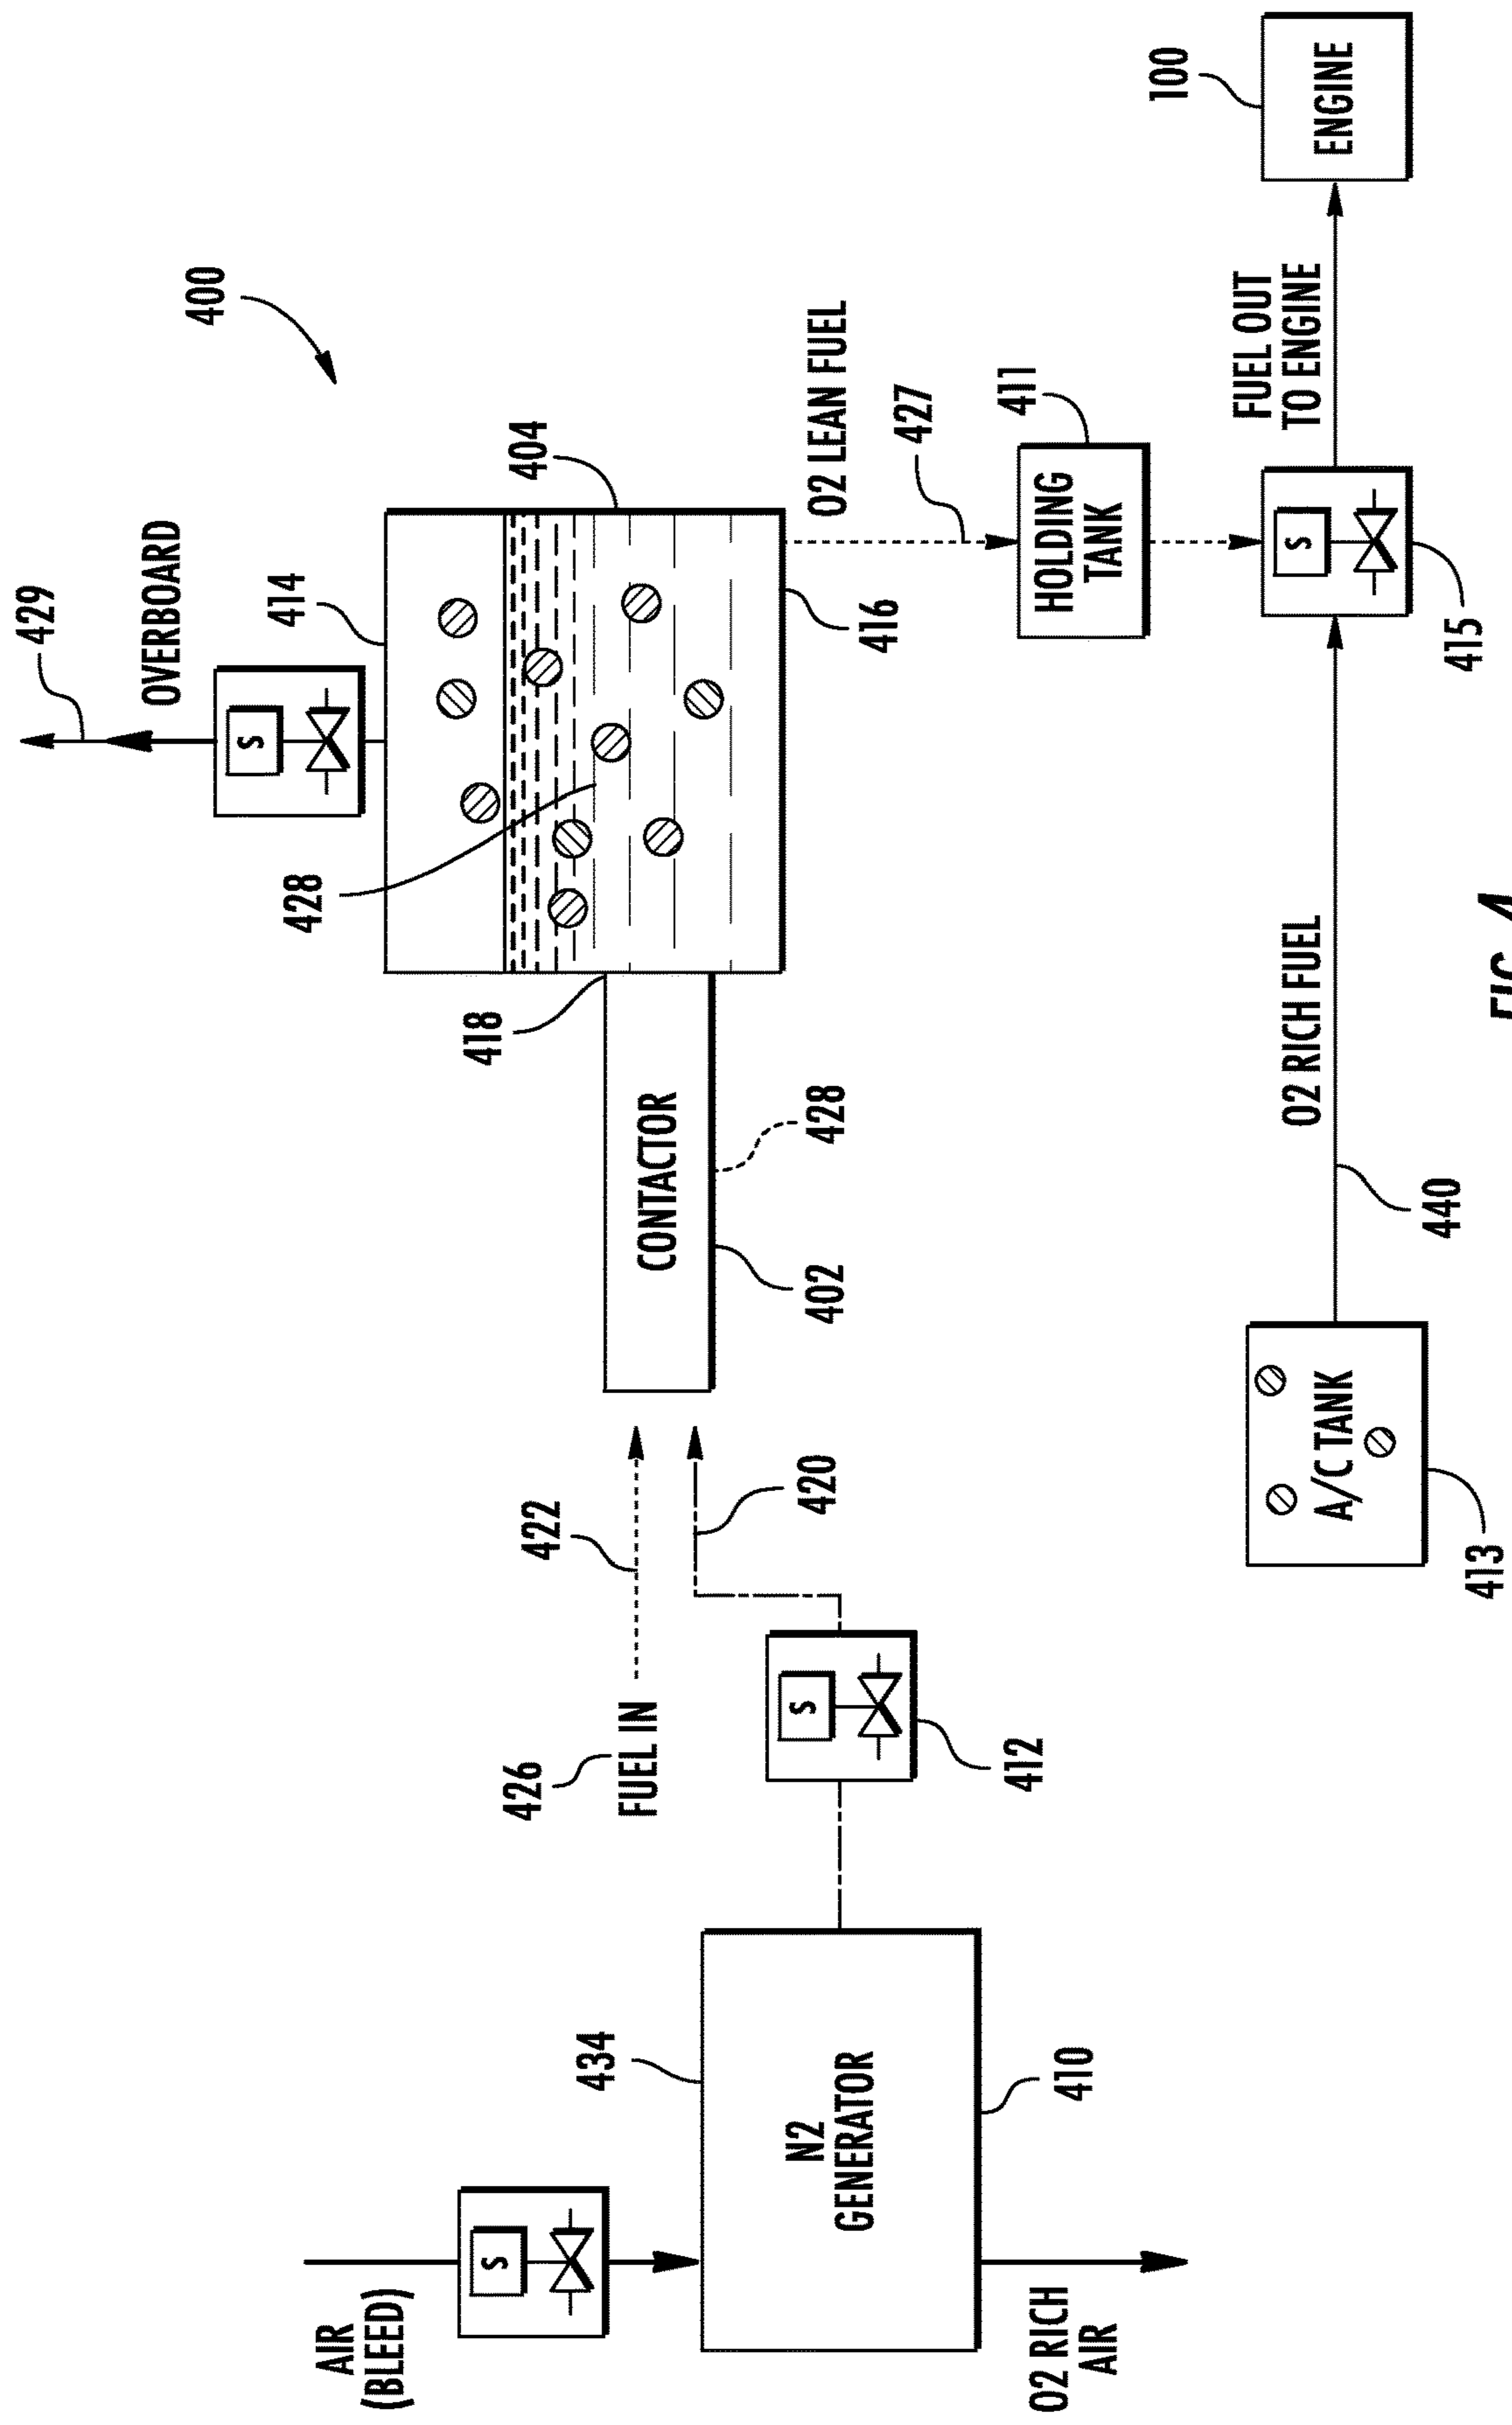 429
OVERBOARD
400
S
414
428
AIR
(BLEED)
S
418
404
426
422
434
FUEL IN
CONTACTOR
N2
GENERATOR
S
420
402
428
O2 LEAN FUEL
416
427
411
HOLDING
TANK
412
410
O2 RICH
AIR
100
ENGINE
FUEL OUT
TO ENGINE
S
415
O2 RICH FUEL
A/C TANK
440
413
FIG. 4